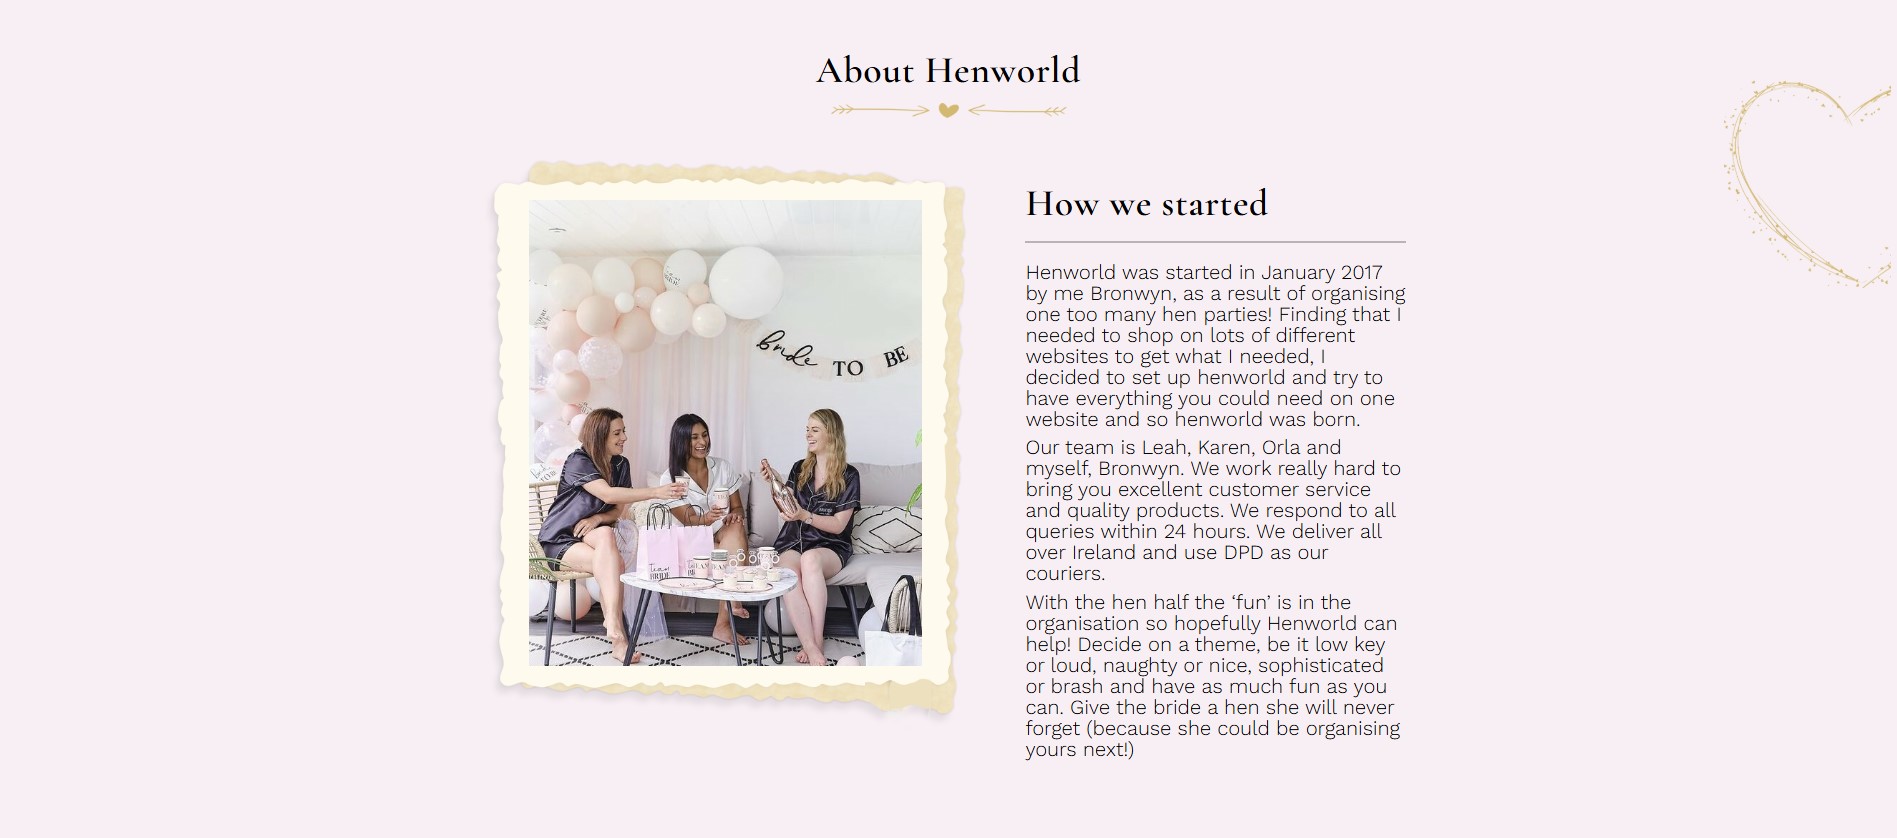 About Henworld
bride TO BE
team
BRIDE
How we started
Henworld was started in January 2017
by me Bronwyn, as a result of organising
one too many hen parties! Finding that I
needed to shop on lots of different
websites to get what I needed, I
decided to set up henworld and try to
have everything you could need on one
website and so henworld was born.
Our team is Leah, Karen, Orla and
myself, Bronwyn. We work really hard to
bring you excellent customer service
and quality products. We respond to all
queries within 24 hours. We deliver all
over Ireland and use DPD as our
couriers.
With the hen half the ‘fun’ is in the
organisation so hopefully Henworld can
help! Decide on a theme, be it low key
or loud, naughty or nice, sophisticated
or brash and have as much fun as you
can. Give the bride a hen she will never
forget (because she could be organising
yours next!)